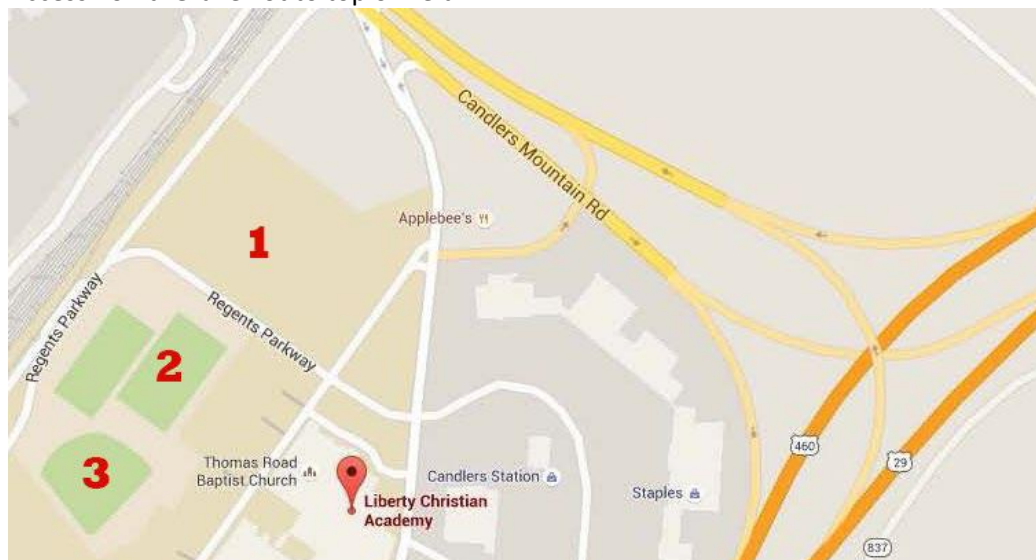 Candlers Mountain Rd
Applebee's
1
Regents Parkway
Regents Parkway
2
460
3
Thomas Road
Baptist Church
Candlers Station
Staples
29
Liberty Christian
Academy
837